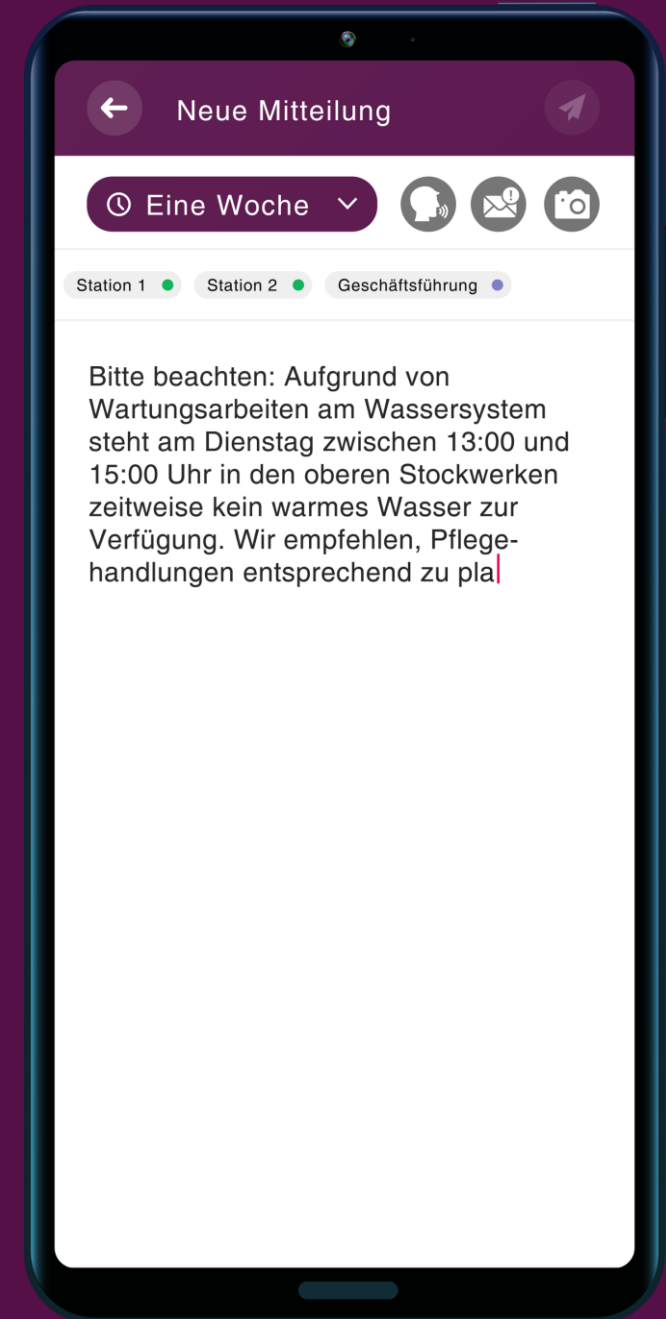 Neue Mitteilung
Eine Woche
Station 1
Station 2
Geschäftsführung
Bitte beachten: Aufgrund von
Wartungsarbeiten am Wassersystem
steht am Dienstag zwischen 13:00 und
15:00 Uhr in den oberen Stockwerken
zeitweise kein warmes Wasser zur
Verfügung. Wir empfehlen, Pflege-
handlungen entsprechend zu pla